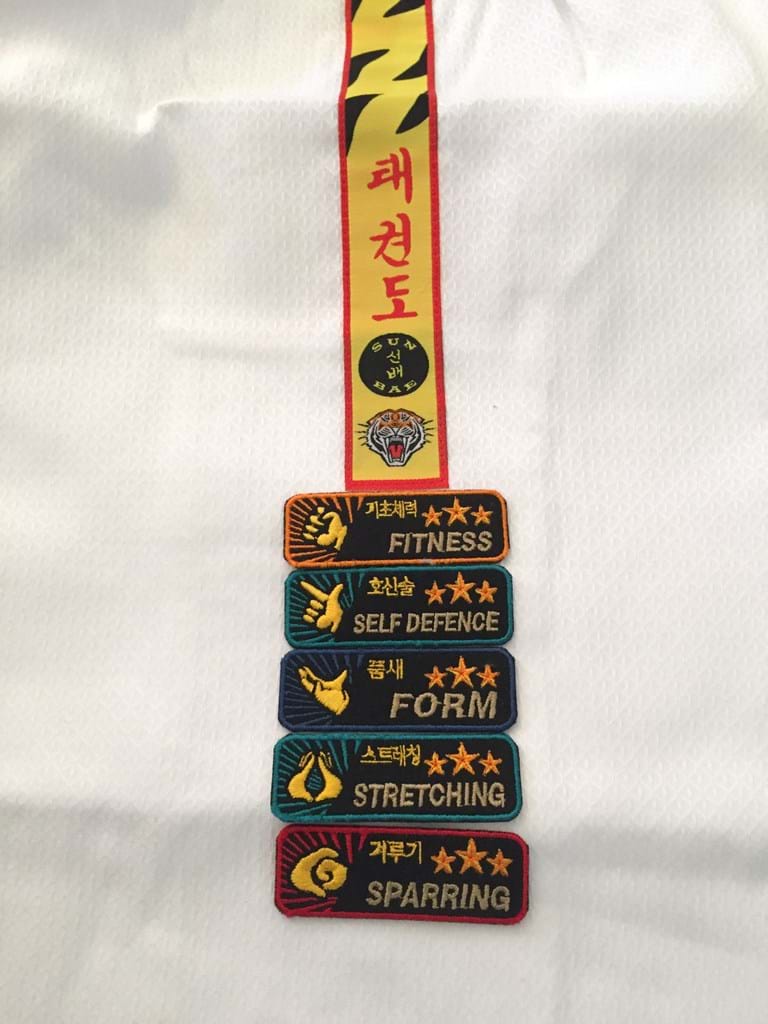 태
권
도
SUN
선
배
BAE
기초체력
FITNESS
호신술
SELF DEFENCE
품새
FORM
스트레칭
STRETCHING
겨루기
SPARRING